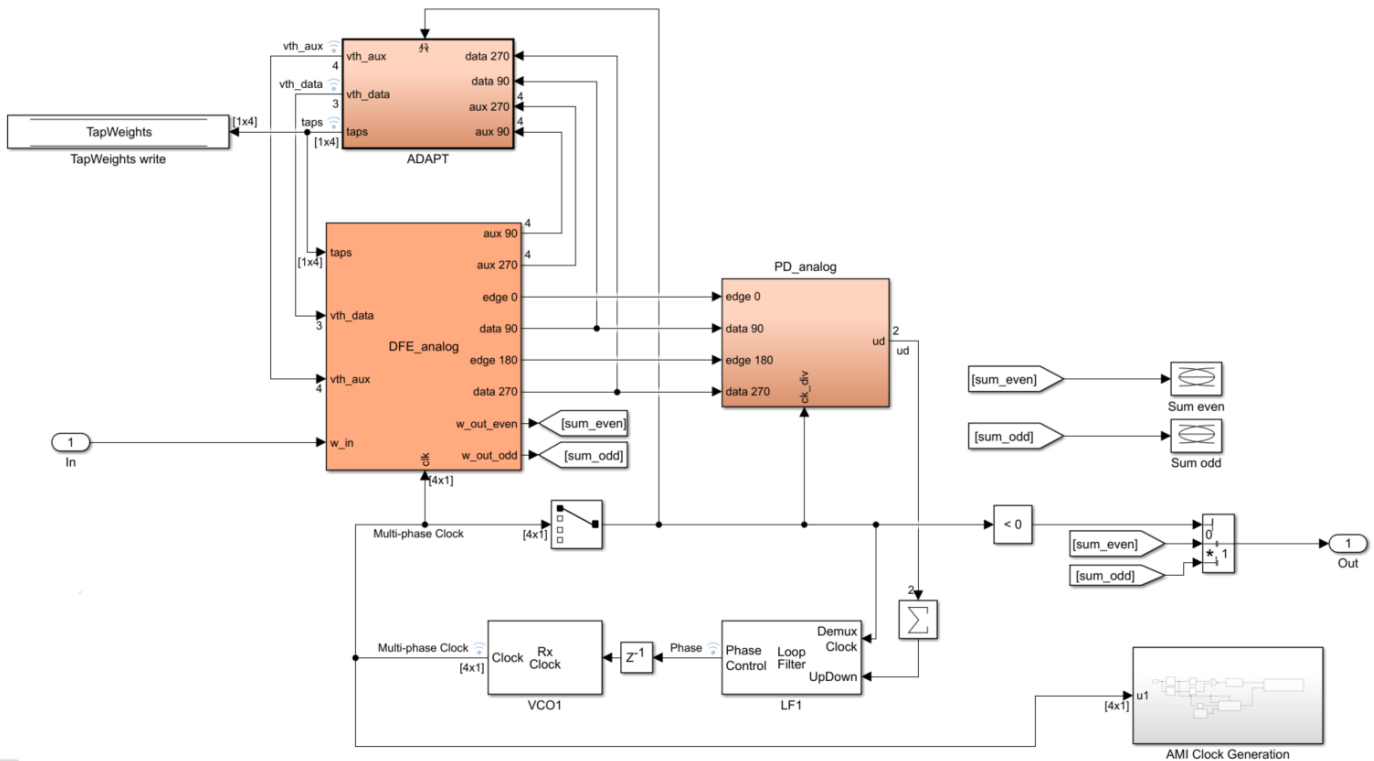 vth_aux
4
vth_aux
data 270
vth_data
3
vth_data
data 90
4
aux 270
TapWeights
[1x4]
taps
[1x4]
taps
4
aux 90
TapWeights write
ADAPT
aux 90
4
taps
[1x4]
aux 270
4
PD_analog
edge 0
edge 0
vth_data
3
data 90
data 90
DFE_analog
ud
2
ud
edge 180
edge 180
vth_aux
4
data 270
data 270
ck_div
[sum_even]
Sum even
w_out_even
[sum_even]
[sum_odd]
Sum odd
1
In
w_in
w_out_odd
[sum_odd]
clk
[4x1]
Multi-phase Clock
[4x1]
< 0
0
[sum_even]
* 1
[sum_odd]
1
Out
2
Σ
Multi-phase Clock
[4x1]
Clock
Rx
Clock
VCO1
Z-1
Phase
Phase
Control
Loop
Filter
Demux
Clock
UpDown
LF1
u1
[4x1]
AMI Clock Generation